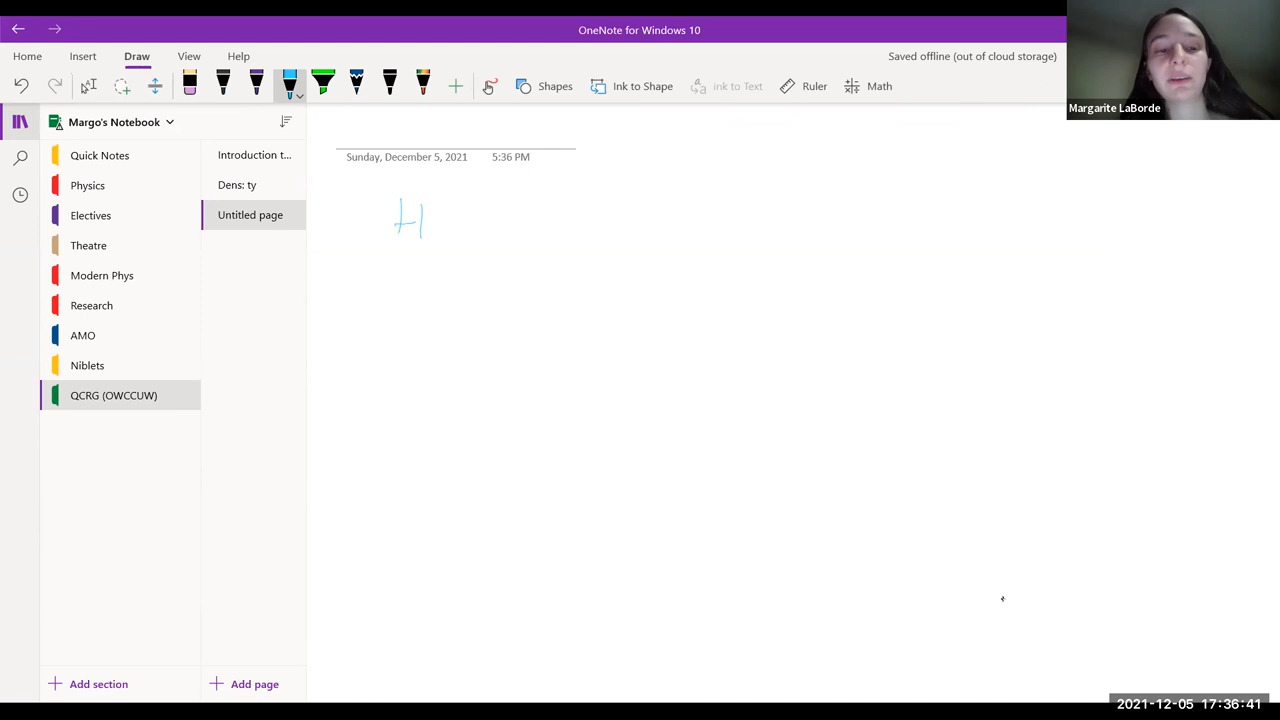 OneNote for Windows 10
Home
Insert
Draw
View
Help
Saved offline (out of cloud storage)
Shapes
Ink to Shape
Ink to Text
Ruler
Math
Margarite LaBorde
Margo's Notebook
Quick Notes
Physics
Electives
Theatre
Modern Phys
Research
AMO
Niblets
QCRG (OWCCUW)
Introduction t...
Dens: ty
Untitled page
Sunday, December 5, 2021 5:36 PM
H
Add section
Add page
2021-12-05 17:36:41